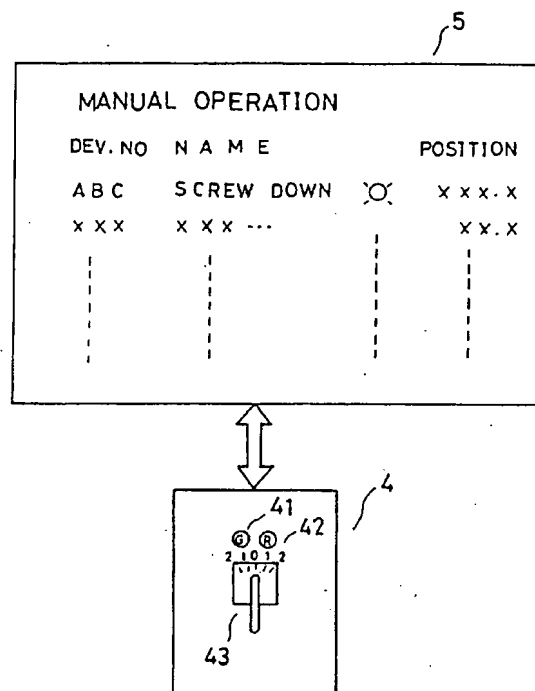 5
MANUAL OPERATION
DEV. NO NAME POSITION
ABC SCREW DOWN xxx.x
xxx xxx... xx.x
4
41
G R 42
2 1 0 1 2
43